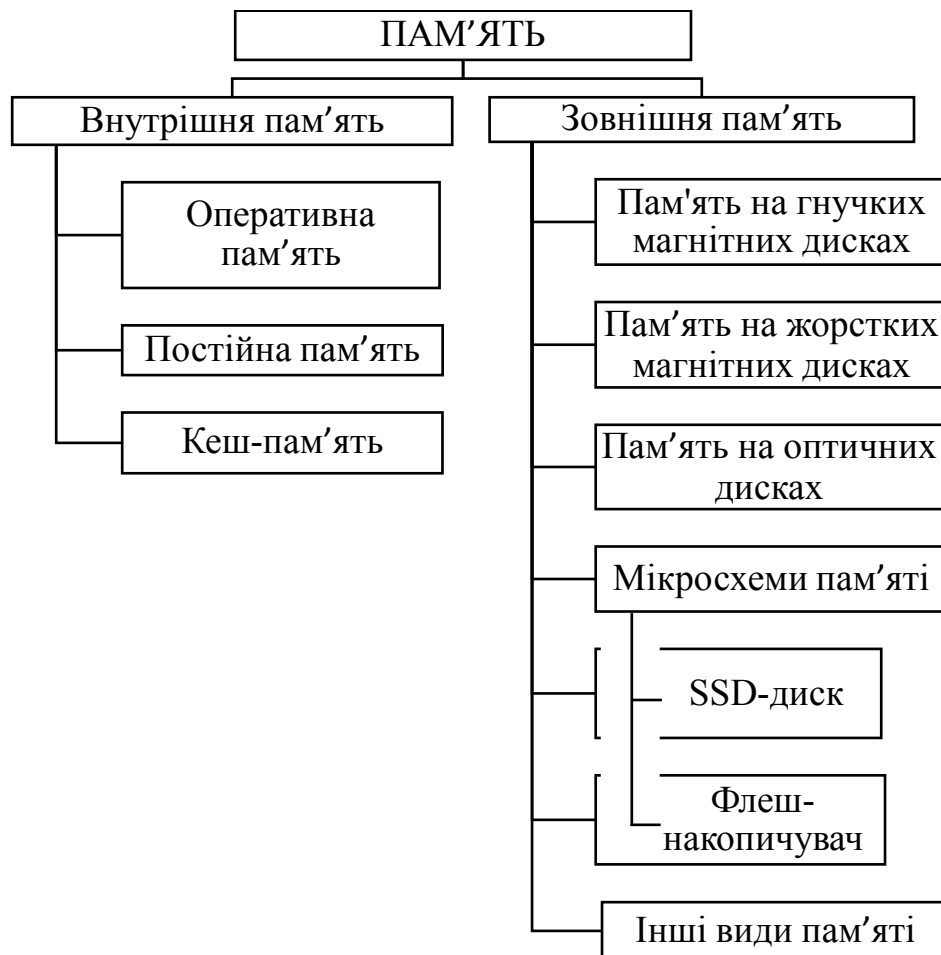 ПАМ′ЯТЬ
Внутрішня пам′ять
Оперативна
пам′ять
Постійна пам′ять
Кеш-пам′ять
Зовнішня пам′ять
Пам'ять на гнучких
магнітних дисках
Пам′ять на жорстких
магнітних дисках
Пам′ять на оптичних
дисках
Мікросхеми пам′яті
SSD-диск
Флеш-
накопичувач
Інші види пам′яті